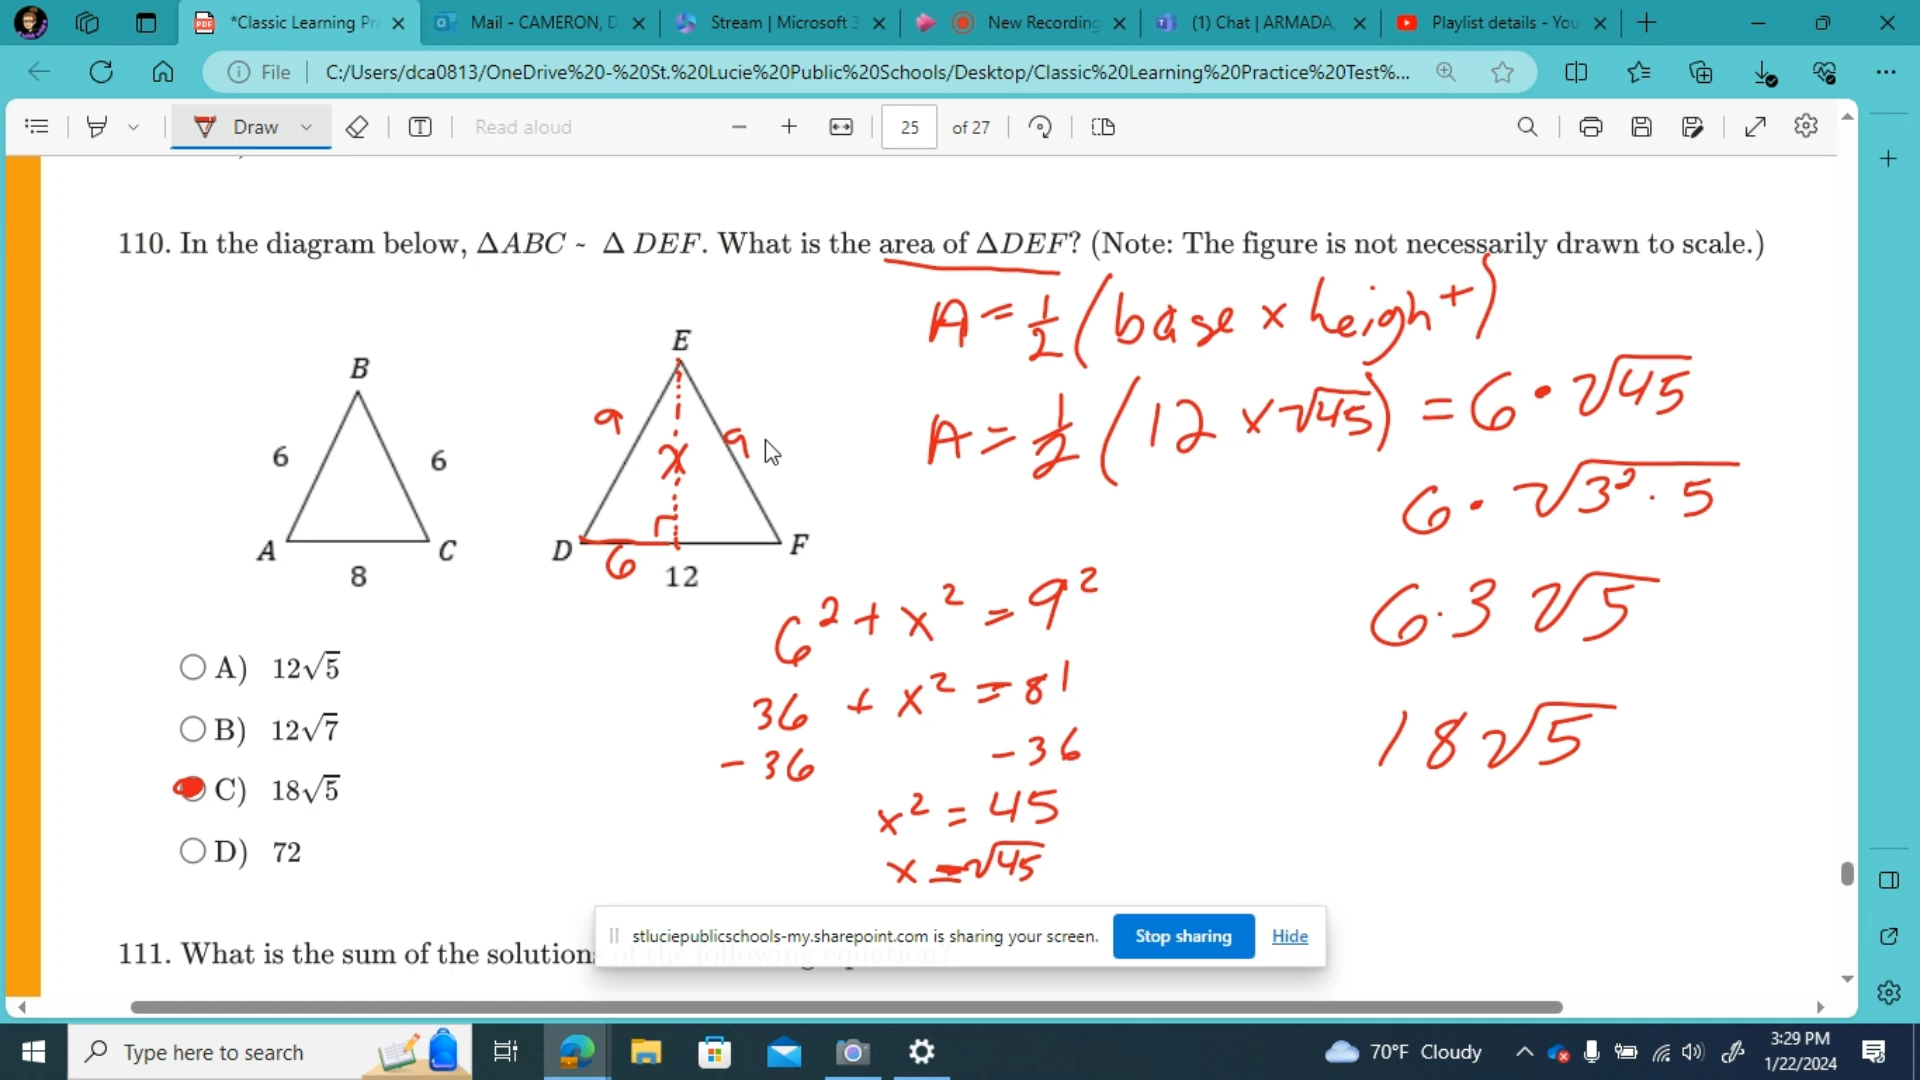 *Classic Learning Pr
Mail - CAMERON, D
Stream | Microsoft 3
New Recording
(1) Chat | ARMADA,
Playlist details - You
File
C:/Users/dca0813/OneDrive%20-%20St.%20Lucie%20Public%20Schools/Desktop/Classic%20Learning%20Practice%20Test%...
Draw
Read aloud
25 of 27
110. In the diagram below, ΔABC ~ Δ DEF. What is the area of ΔDEF? (Note: The figure is not necessarily drawn to scale.)
A = 1/2 (base x height)
A = 1/2 (12 x √45) = 6 · √45
6 · √3² · 5
6·3 √5
18√5
B
6
6
A
C
8
E
9
x
9
D
F
6
12
6² + x² = 9²
36 + x² = 81
-36 -36
x² = 45
x = √45
A) 12√5
B) 12√7
C) 18√5
D) 72
111. What is the sum of the solutions of the following equation?
stluciepublicschools-my.sharepoint.com is sharing your screen.
Stop sharing
Hide
Type here to search
70°F Cloudy
3:29 PM
1/22/2024